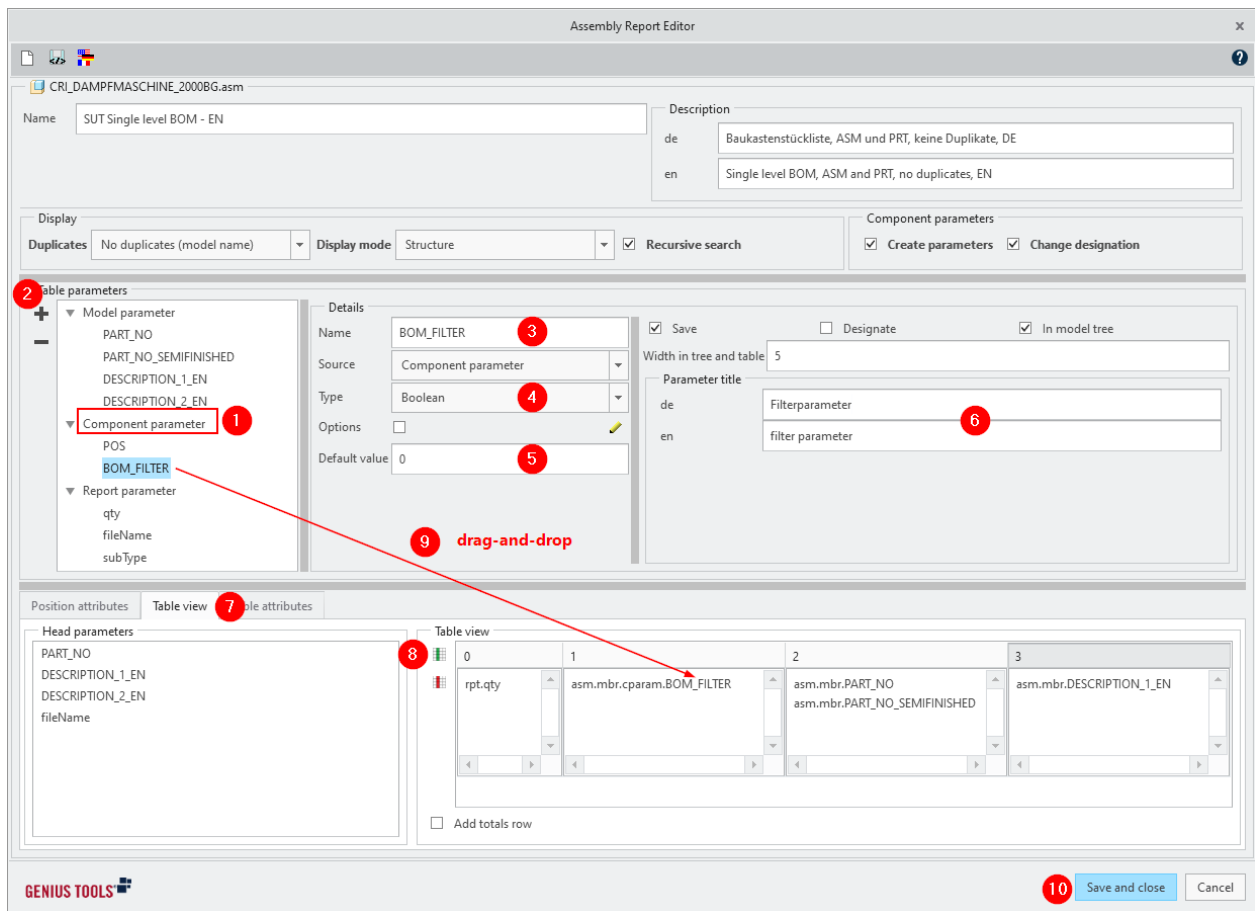 Assembly Report Editor x
?
CRI_DAMPFMASCHINE_2000BG.asm
Name SUT Single level BOM - EN
Description
de Baukastenstückliste, ASM und PRT, keine Duplikate, DE
en Single level BOM, ASM and PRT, no duplicates, EN
Display
Duplicates No duplicates (model name) Display mode Structure Recursive search
Component parameters
Create parameters Change designation
2 Table parameters
Model parameter
PART_NO
PART_NO_SEMIFINISHED
DESCRIPTION_1_EN
DESCRIPTION_2_EN
Component parameter 1
POS
BOM_FILTER
Report parameter
qty
fileName
subType
Details
Name BOM_FILTER 3
Source Component parameter
Type Boolean 4
Options
Default value 0 5
9 drag-and-drop
Save Designate In model tree
Width in tree and table 5
Parameter title
de Filterparameter
6
en filter parameter
Position attributes Table view 7 attributes
Head parameters
PART_NO
DESCRIPTION_1_EN
DESCRIPTION_2_EN
fileName
Table view
8 0 1 2 3
rpt.qty asm.mbr.cparam.BOM_FILTER asm.mbr.PART_NO asm.mbr.DESCRIPTION_1_EN
asm.mbr.PART_NO_SEMIFINISHED
Add totals row
GENIUS TOOLS 10 Save and close Cancel